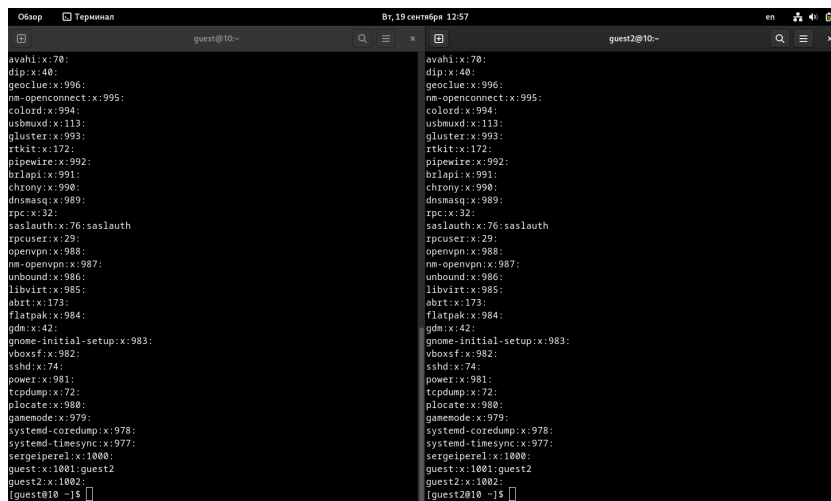 Обзор Терминал Вт, 19 сентября 12:57 en
guest@10:~
avahi:x:70:
dip:x:40:
geoclue:x:996:
nm-openconnect:x:995:
colord:x:994:
usbmuxd:x:113:
gluster:x:993:
rtkit:x:172:
pipewire:x:992:
brlapi:x:991:
chrony:x:990:
dnsmasq:x:989:
rpc:x:32:
saslauth:x:76:saslauth
rpcuser:x:29:
openvpn:x:988:
nm-openvpn:x:987:
unbound:x:986:
libvirt:x:985:
abrt:x:173:
flatpak:x:984:
gdm:x:42:
gnome-initial-setup:x:983:
vboxsf:x:982:
sshd:x:74:
power:x:981:
tcpdump:x:72:
plocate:x:980:
gamemode:x:979:
systemd-coredump:x:978:
systemd-timesync:x:977:
sergeiperel:x:1000:
guest:x:1001:guest2
guest2:x:1002:
[guest@10 ~]$
guest2@10:~
avahi:x:70:
dip:x:40:
geoclue:x:996:
nm-openconnect:x:995:
colord:x:994:
usbmuxd:x:113:
gluster:x:993:
rtkit:x:172:
pipewire:x:992:
brlapi:x:991:
chrony:x:990:
dnsmasq:x:989:
rpc:x:32:
saslauth:x:76:saslauth
rpcuser:x:29:
openvpn:x:988:
nm-openvpn:x:987:
unbound:x:986:
libvirt:x:985:
abrt:x:173:
flatpak:x:984:
gdm:x:42:
gnome-initial-setup:x:983:
vboxsf:x:982:
sshd:x:74:
power:x:981:
tcpdump:x:72:
plocate:x:980:
gamemode:x:979:
systemd-coredump:x:978:
systemd-timesync:x:977:
sergeiperel:x:1000:
guest:x:1001:guest2
guest2:x:1002:
[guest2@10 ~]$